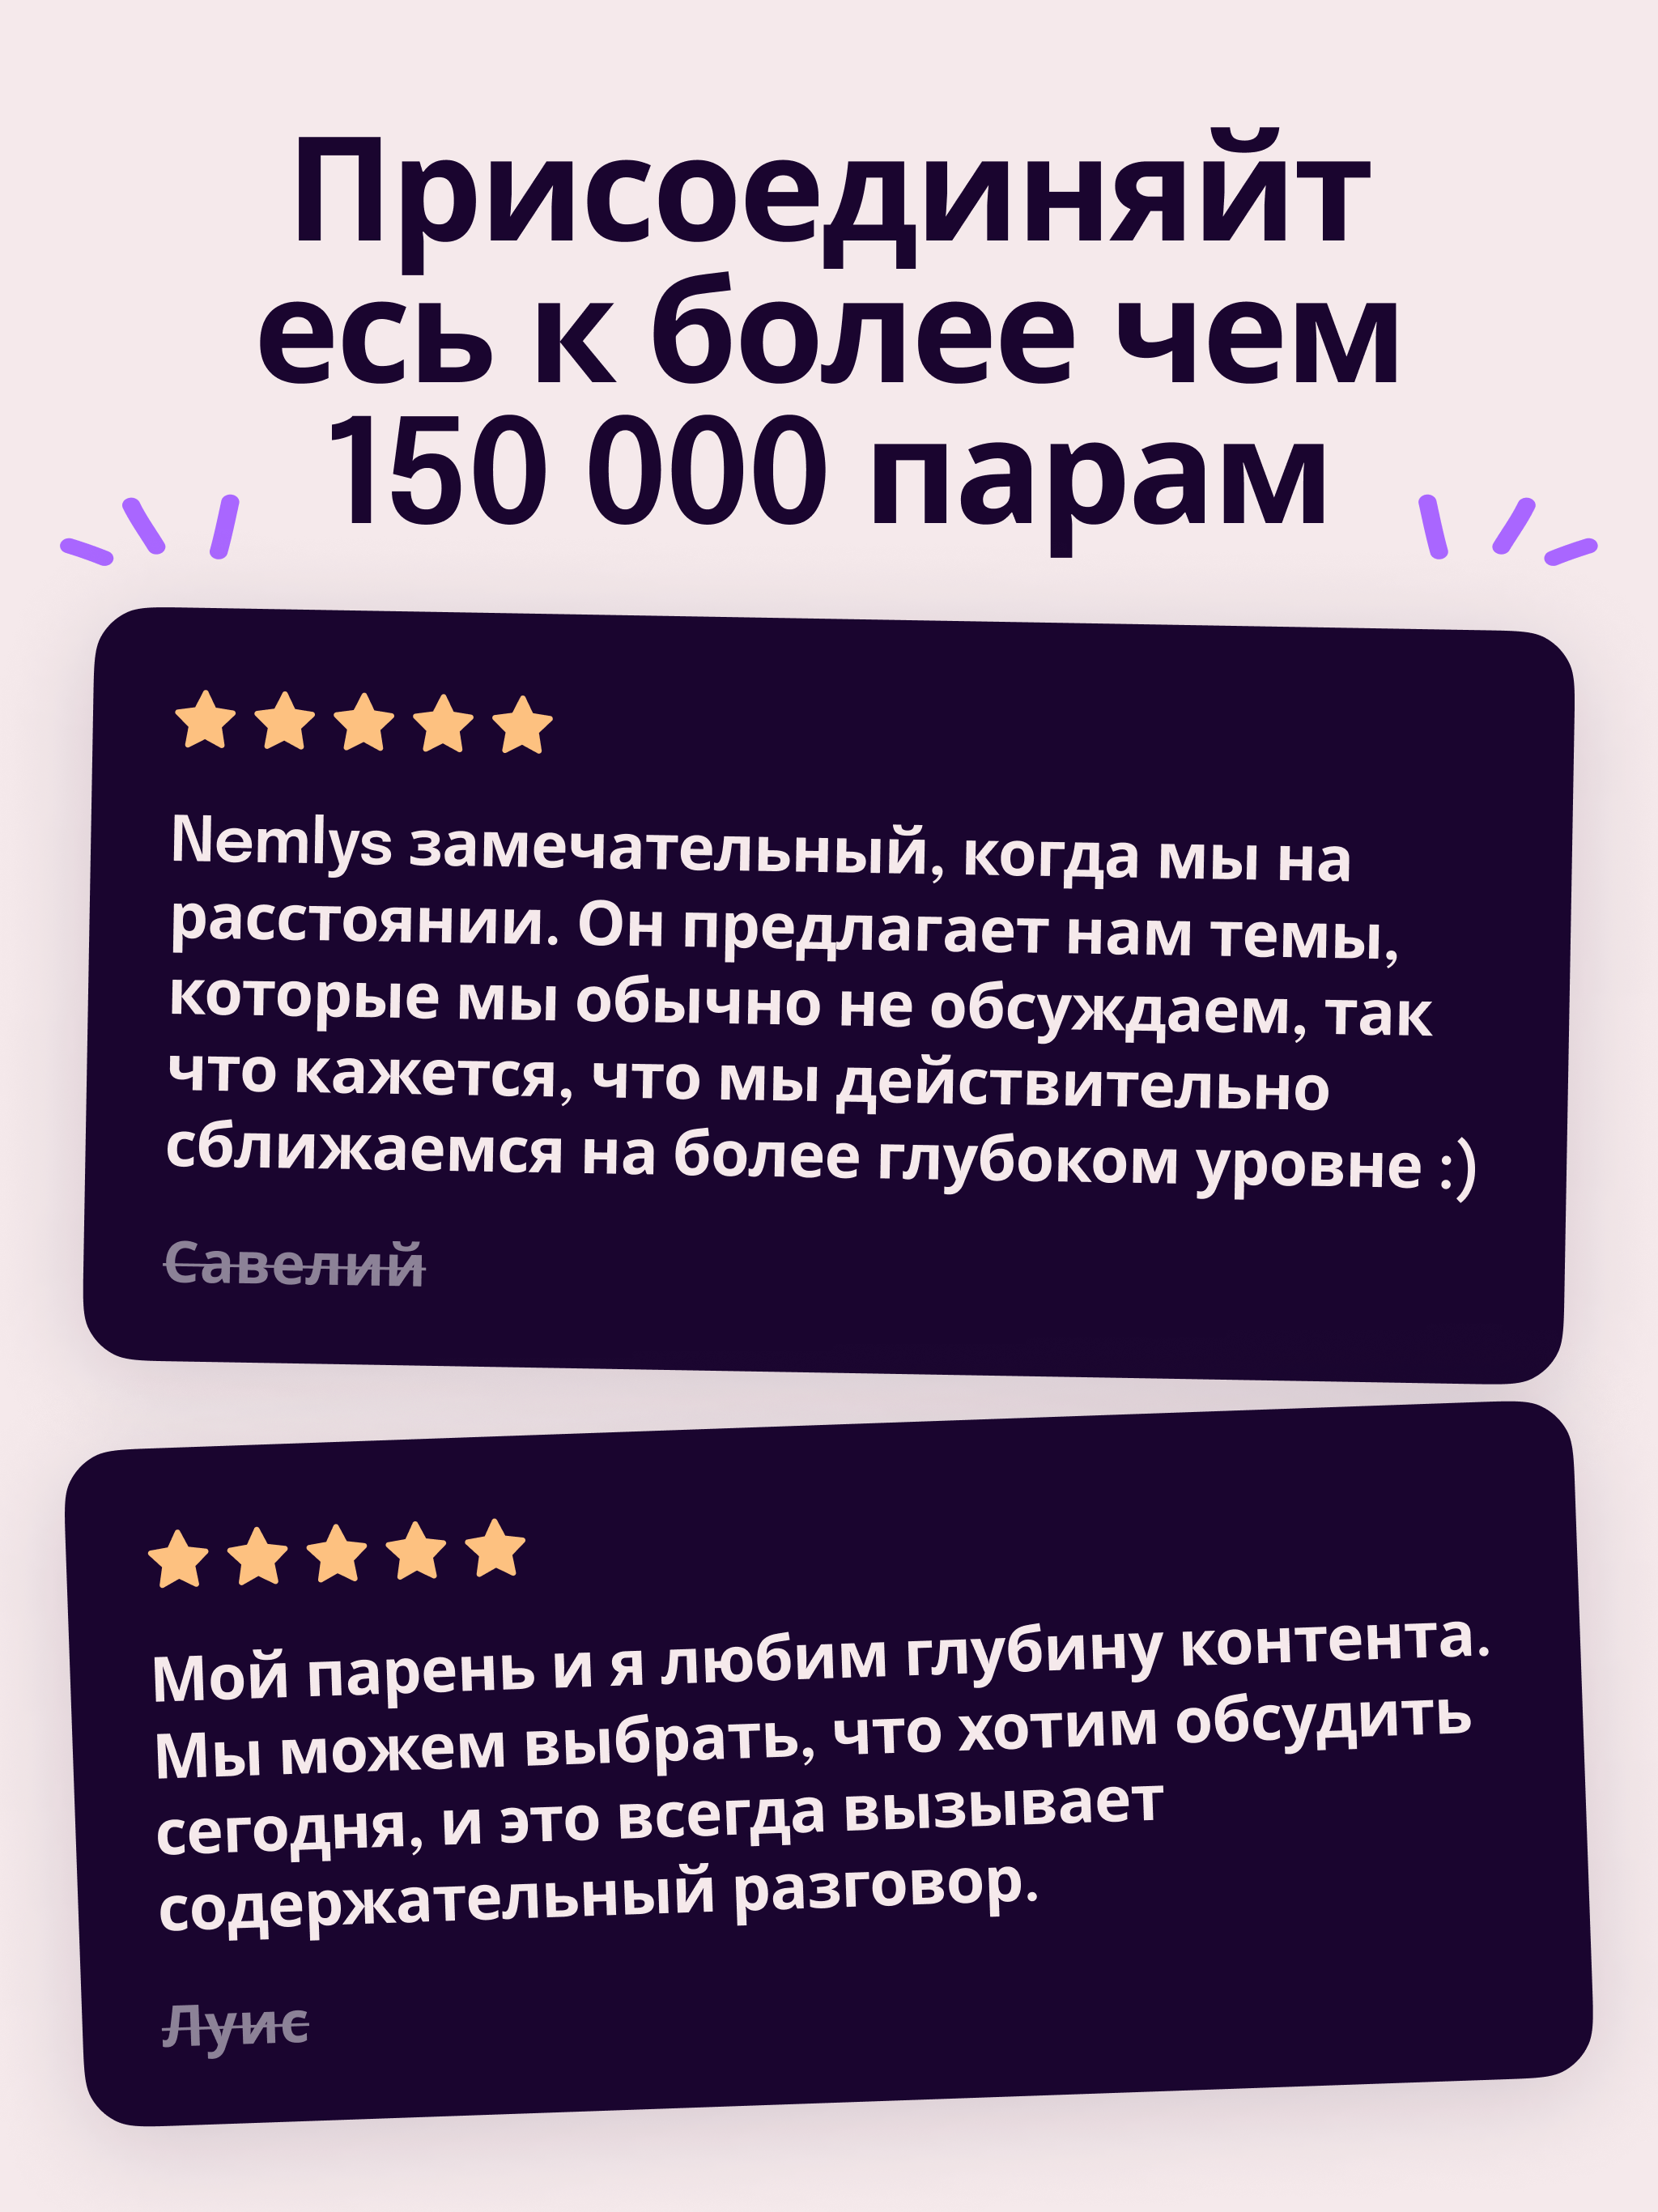 Присоединяйт
есь к более чем
150 000 парам
Nemlys замечательный, когда мы на
расстоянии. Он предлагает нам темы,
которые мы обычно не обсуждаем, так
что кажется, что мы действительно
сближаемся на более глубоком уровне :)
Савелий
Мой парень и я любим глубину контента.
Мы можем выбрать, что хотим обсудить
сегодня, и это всегда вызывает
содержательный разговор.
Луис